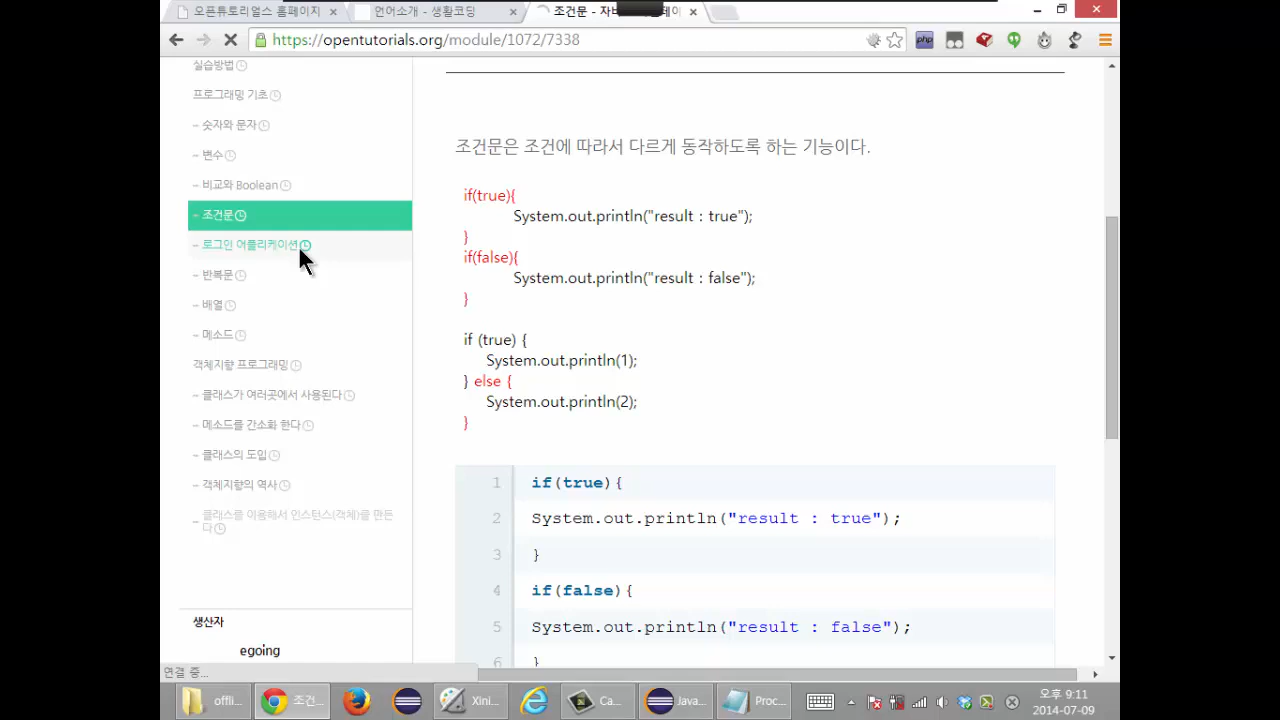 오픈튜토리얼스 홈페이지
언어소개 - 생활코딩
조건문 - 자바
https://opentutorials.org/module/1072/7338
php
실습방법
프로그래밍 기초
- 숫자와 문자
- 변수
- 비교와 Boolean
- 조건문
- 로그인 어플리케이션
- 반복문
- 배열
- 메소드
객체지향 프로그래밍
- 클래스가 여러곳에서 사용된다
- 메소드를 간소화 한다
- 클래스의 도입
- 객체지향의 역사
- 클래스를 이용해서 인스턴스(객체)를 만든
다
생산자
egoing
연결 중...
조건문은 조건에 따라서 다르게 동작하도록 하는 기능이다.
if(true){
System.out.println("result : true");
}
if(false){
System.out.println("result : false");
}
if (true) {
System.out.println(1);
} else {
System.out.println(2);
}
1 if(true){
2 System.out.println("result : true");
3 }
4 if(false){
5 System.out.println("result : false");
6 }
offli...
조건...
Xini...
Ca...
Java...
Proc...
오후 9:11
2014-07-09